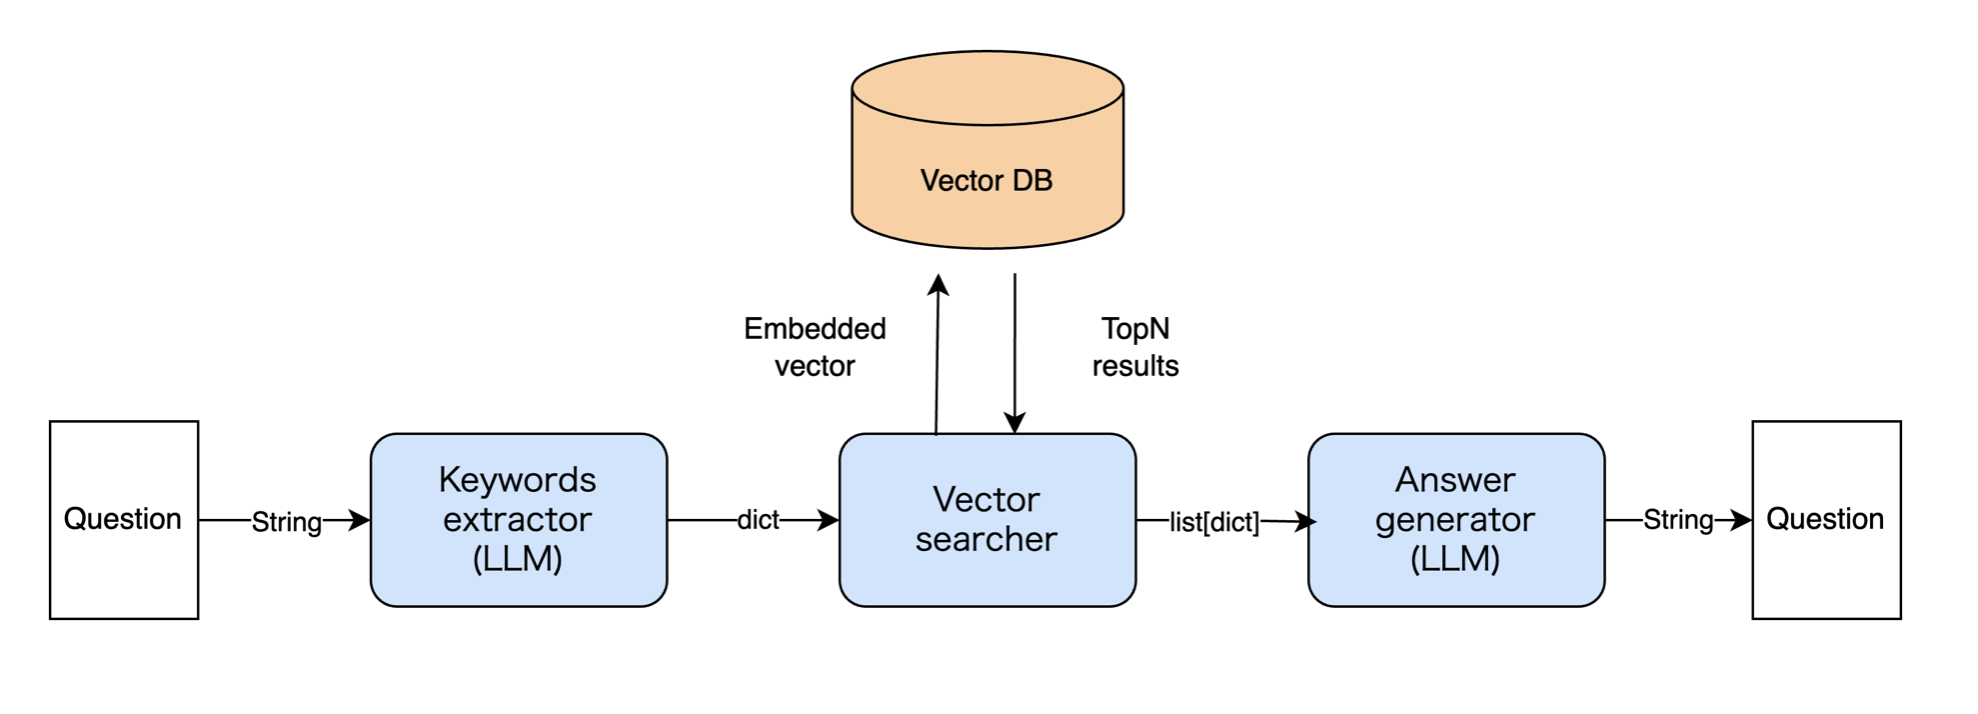 Vector DB
Embedded
vector
TopN
results
Question
String
Keywords
extractor
(LLM)
dict
Vector
searcher
list[dict]
Answer
generator
(LLM)
String
Question